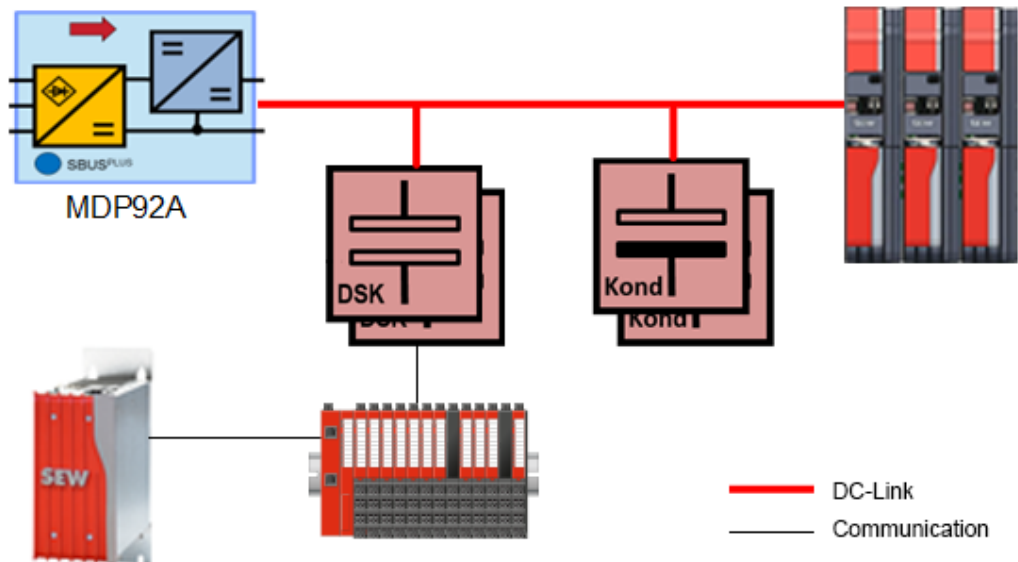 SBUSPLUS
MDP92A
DSK
DSK
Kond
Kond
SEW
DC-Link
Communication